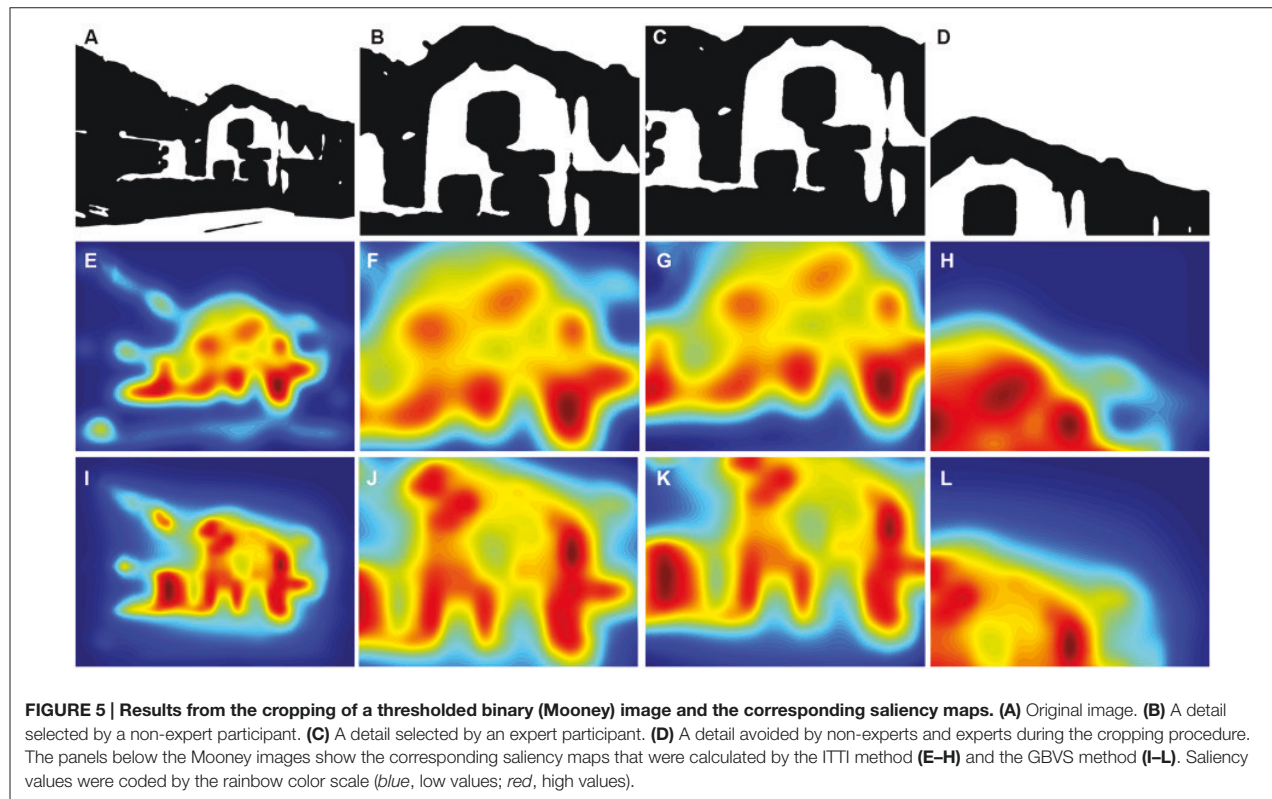 A B C D
E F G H
I J K L
FIGURE 5 | Results from the cropping of a thresholded binary (Mooney) image and the corresponding saliency maps. (A) Original image. (B) A detail
selected by a non-expert participant. (C) A detail selected by an expert participant. (D) A detail avoided by non-experts and experts during the cropping procedure.
The panels below the Mooney images show the corresponding saliency maps that were calculated by the ITTI method (E–H) and the GBVS method (I–L). Saliency
values were coded by the rainbow color scale (blue, low values; red, high values).